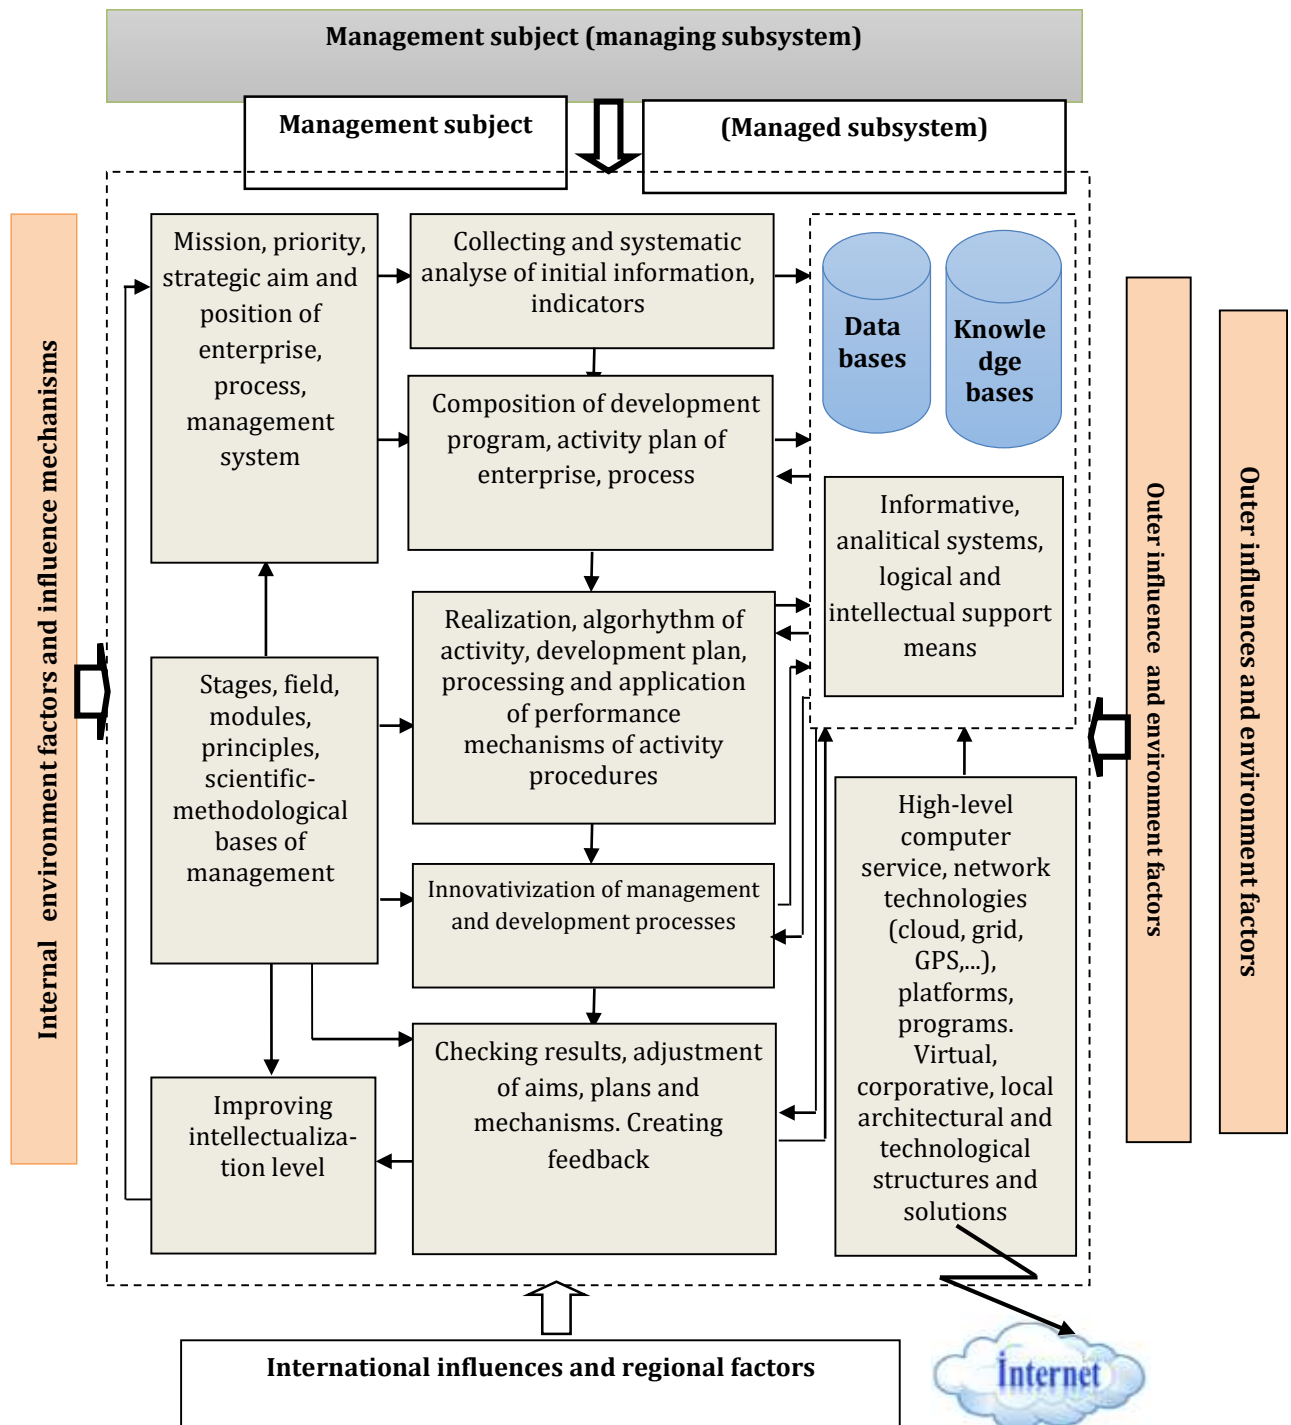 Management subject (managing subsystem)
Management subject
(Managed subsystem)
Internal environment factors and influence mechanisms
Mission, priority,
strategic aim and
position of
enterprise,
process,
management
system
Collecting and systematic
analyse of initial information,
indicators
Data
bases
Knowle
dge
bases
Composition of development
program, activity plan of
enterprise, process
Informative,
analitical systems,
logical and
intellectual support
means
Realization, algorhythm of
activity, development plan,
processing and application
of performance
mechanisms of activity
procedures
Stages, field,
modules,
principles,
scientific-
methodological
bases of
management
Innovativization of management
and development processes
High-level
computer
service, network
technologies
(cloud, grid,
GPS,...),
platforms,
programs.
Virtual,
corporative, local
architectural and
technological
structures and
solutions
Checking results, adjustment
of aims, plans and
mechanisms. Creating
feedback
Improving
intellectualiza-
tion level
Outer influence and environment factors
Outer influences and environment factors
International influences and regional factors
İnternet